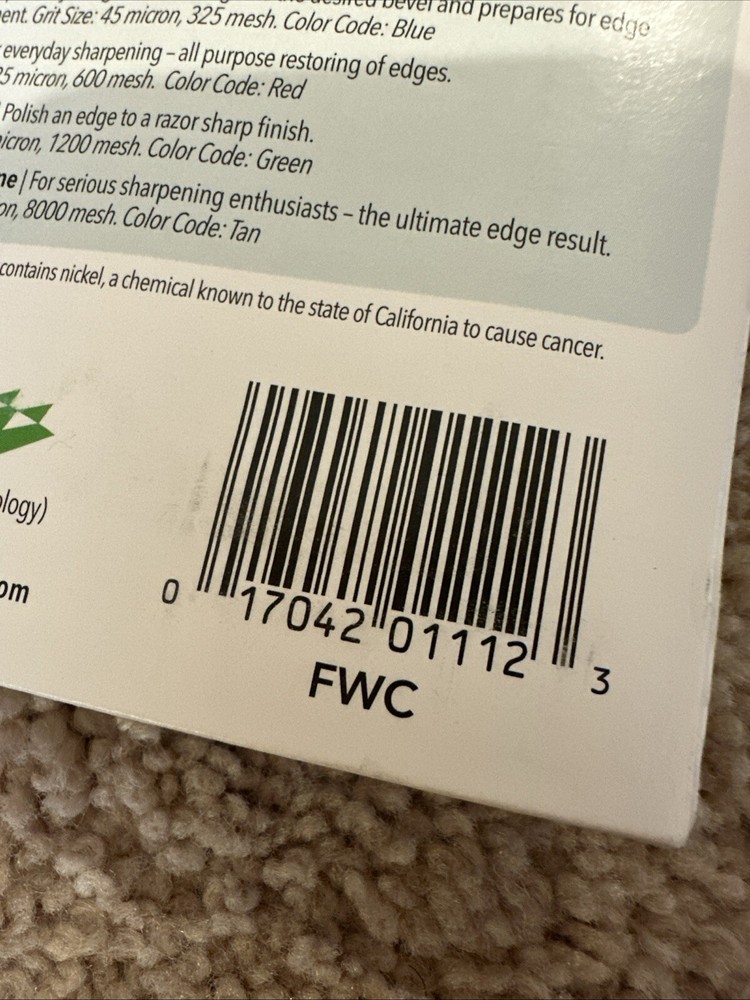 desired bevel and prepares for edge
ent. Grit Size: 45 micron, 325 mesh. Color Code: Blue
everyday sharpening – all purpose restoring of edges.
5 micron, 600 mesh. Color Code: Red
Polish an edge to a razor sharp finish.
icron, 1200 mesh. Color Code: Green
ne | For serious sharpening enthusiasts – the ultimate edge result.
on, 8000 mesh. Color Code: Tan
contains nickel, a chemical known to the state of California to cause cancer.
ology)
om
0 17042 01112 3
FWC